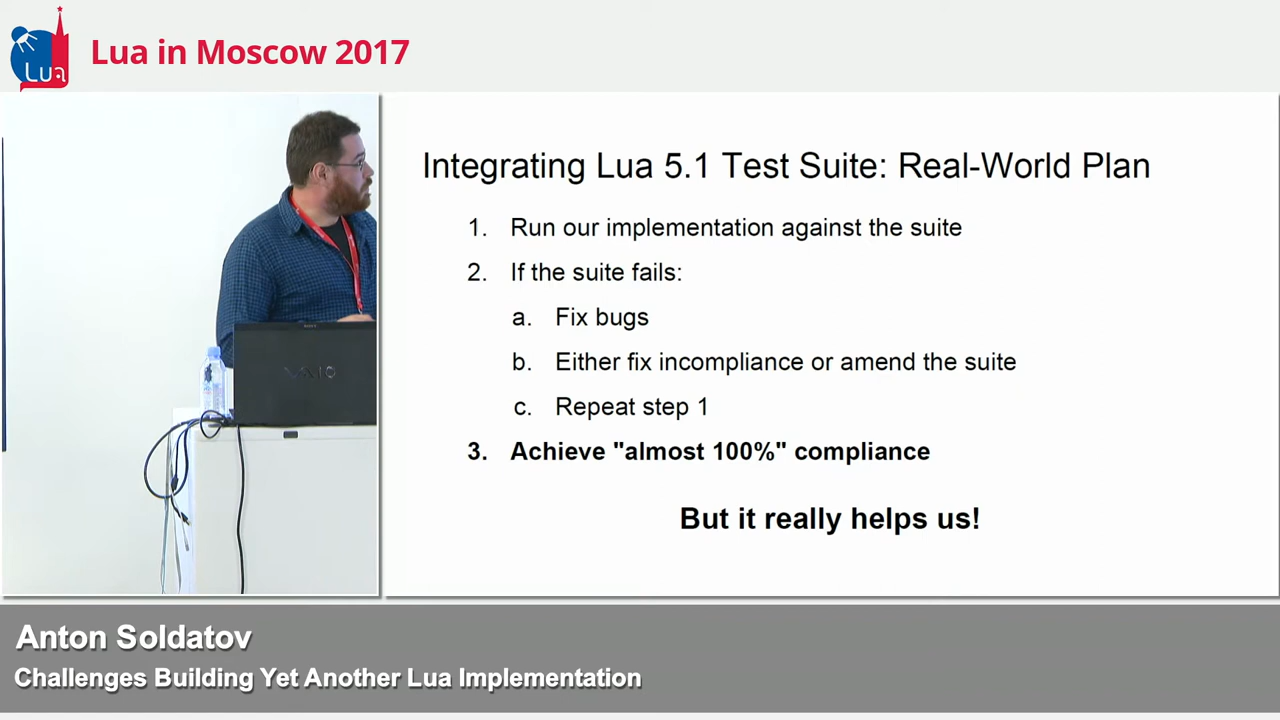 Lua
Lua in Moscow 2017
Integrating Lua 5.1 Test Suite: Real-World Plan
1. Run our implementation against the suite
2. If the suite fails:
a. Fix bugs
b. Either fix incompliance or amend the suite
c. Repeat step 1
3. Achieve "almost 100%" compliance
But it really helps us!
SONY
VAIO
Anton Soldatov
Challenges Building Yet Another Lua Implementation